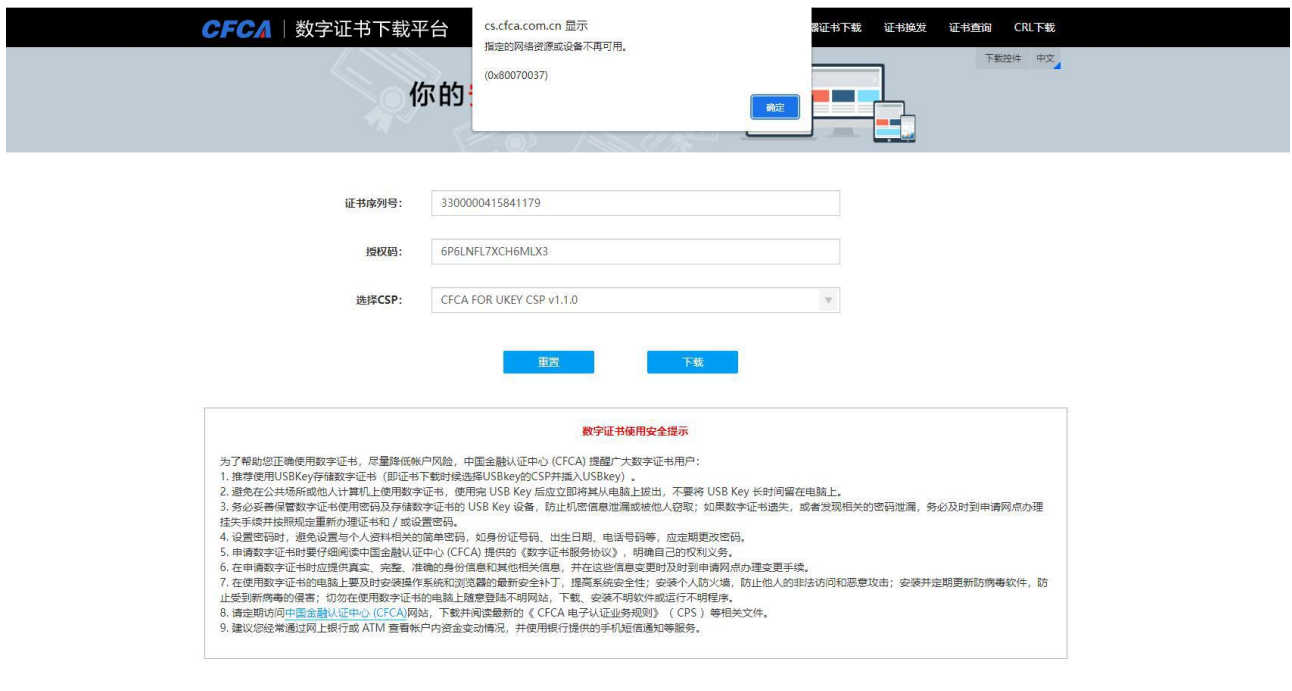 CFCA 数字证书下载平台
器证书下载 证书换发 证书查询 CRL下载
cs.cfca.com.cn 显示
指定的网络资源或设备不再可用。
(0x80070037)
确定
下载控件 中文
你的
证书序列号：
3300000415841179
授权码：
6P6LNFL7XCH6MLX3
选择CSP：
CFCA FOR UKEY CSP v1.1.0
重置 下载
数字证书使用安全提示
为了帮助您正确使用数字证书，尽量降低帐户风险，中国金融认证中心 (CFCA) 提醒广大数字证书用户：
1. 推荐使用USBKey存储数字证书（即证书下载时候选择USBkey的CSP并插入USBkey）。
2. 避免在公共场所或他人计算机上使用数字证书，使用完 USB Key 后应立即将其从电脑上拔出，不要将 USB Key 长时间留在电脑上。
3. 务必妥善保管数字证书使用密码及存储数字证书的 USB Key 设备，防止机密信息泄漏或被他人窃取；如果数字证书遗失，或者发现相关的密码泄漏，务必及时到申请网点办理
挂失手续并按照规定重新办理证书和 / 或设置密码。
4. 设置密码时，避免设置与个人资料相关的简单密码，如身份证号码、出生日期、电话号码等，应定期更改密码。
5. 申请数字证书时要仔细阅读中国金融认证中心 (CFCA) 提供的《数字证书服务协议》，明确自己的权利义务。
6. 在申请数字证书时应提供真实、完整、准确的身份信息和其他相关信息，并在这些信息变更时及时到申请网点办理变更手续。
7. 在使用数字证书的电脑上要及时安装操作系统和浏览器的最新安全补丁，提高系统安全性；安装个人防火墙，防止他人的非法访问和恶意攻击；安装并定期更新防病毒软件，防
止受到新病毒的侵害；切勿在使用数字证书的电脑上随意登陆不明网站，下载、安装不明软件或运行不明程序。
8. 请定期访问中国金融认证中心 (CFCA)网站，下载并阅读最新的《 CFCA 电子认证业务规则》（ CPS ）等相关文件。
9. 建议您经常通过网上银行或 ATM 查看帐户内资金变动情况，并使用银行提供的手机短信通知等服务。